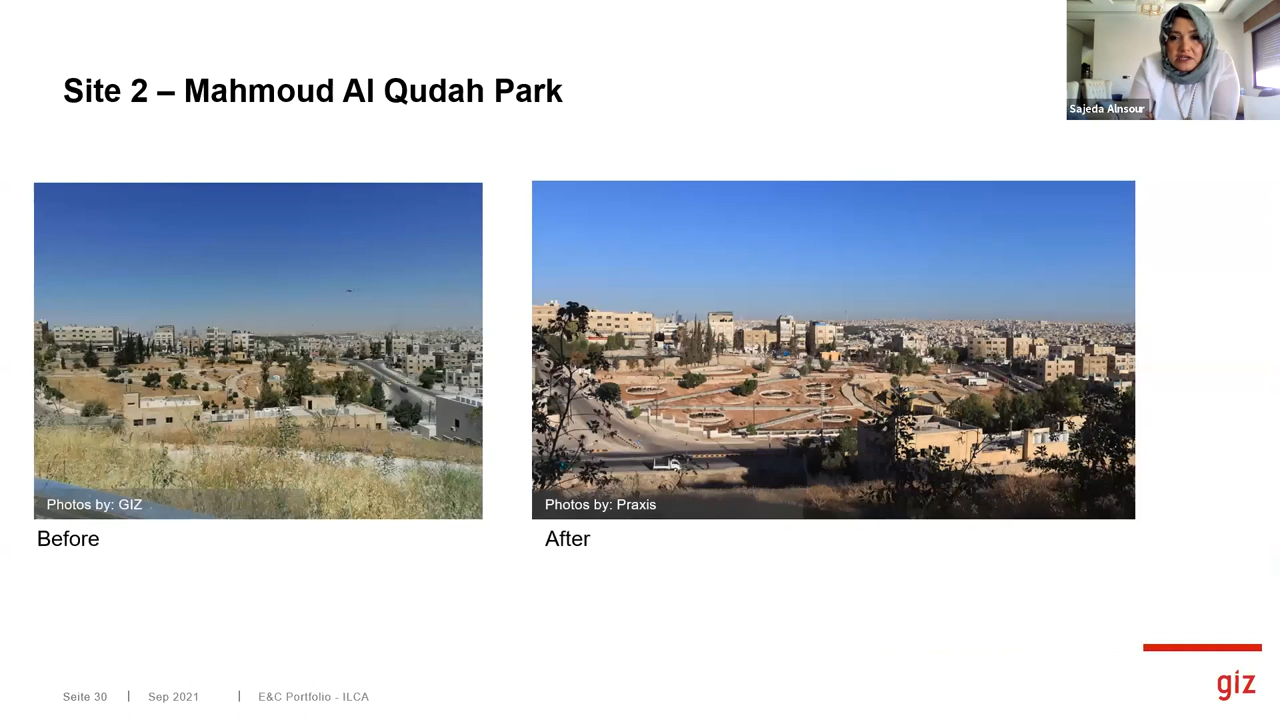 Site 2 – Mahmoud Al Qudah Park
Sajeda Alnsour
Photos by: GIZ
Photos by: Praxis
Before
After
Seite 30 | Sep 2021 | E&C Portfolio - ILCA
giz